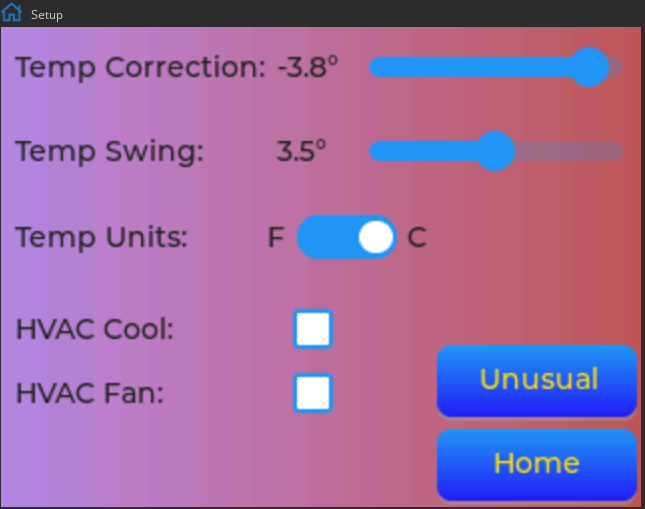 Setup
Temp Correction: -3.8°
Temp Swing: 3.5°
Temp Units: F C
HVAC Cool:
HVAC Fan:
Unusual
Home